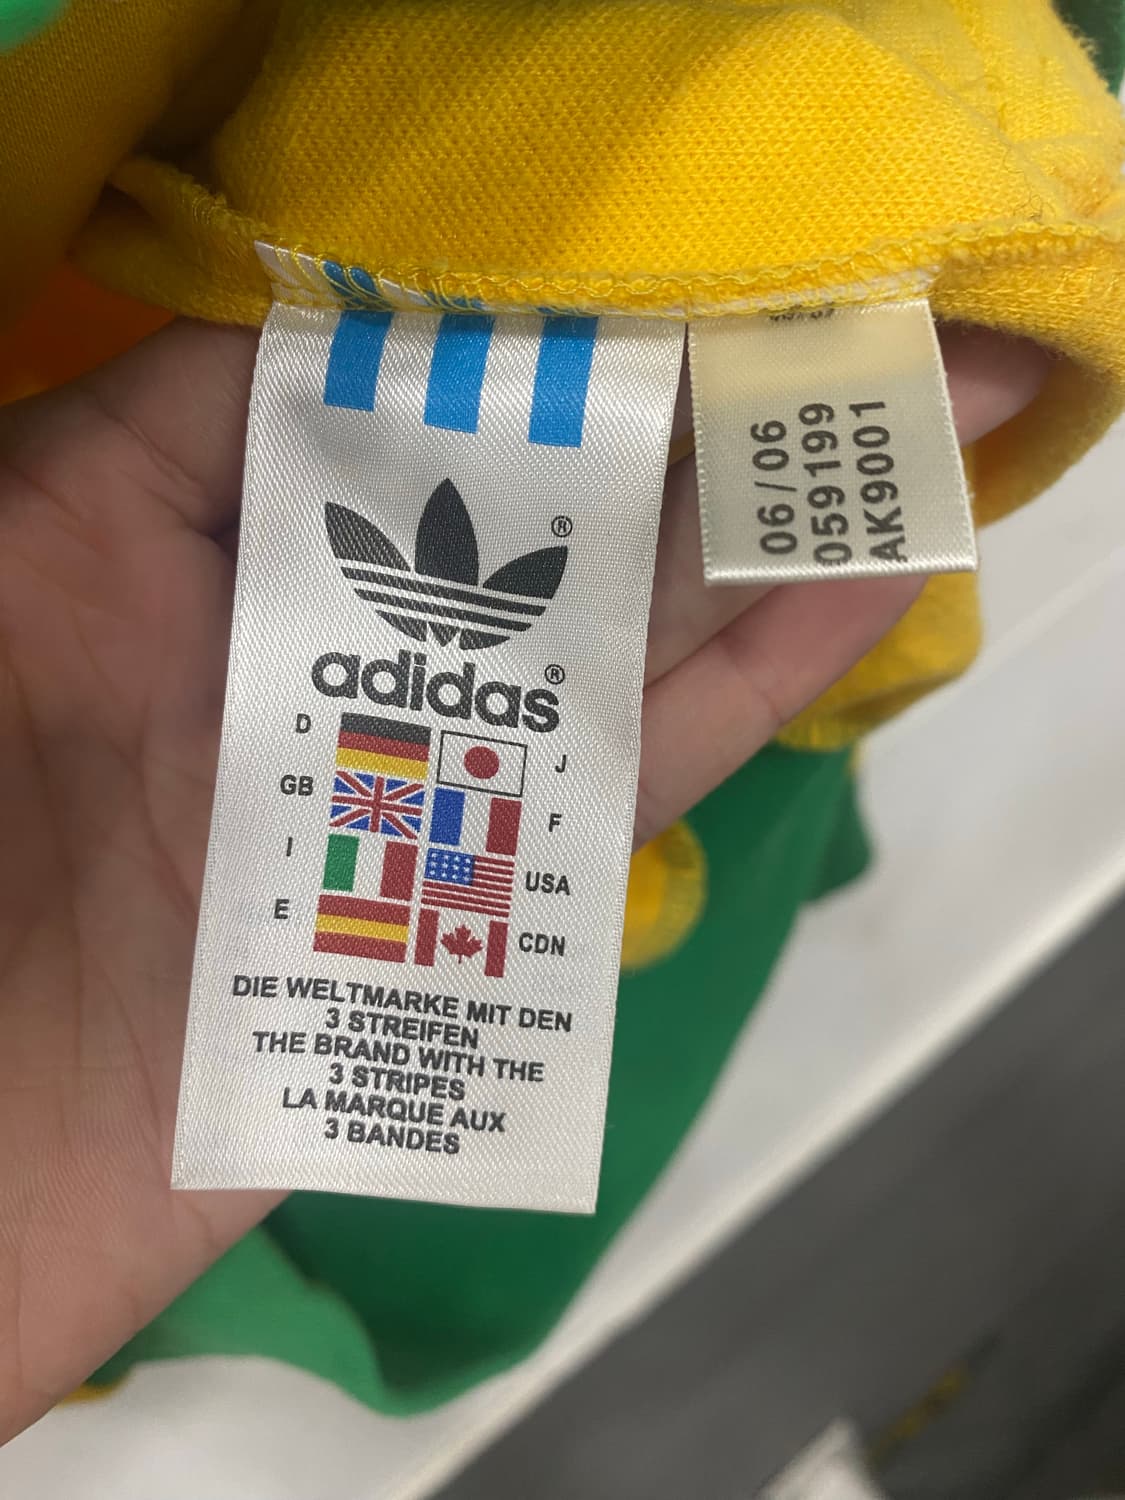 ®
adidas®
D
J
GB
F
I
USA
E
CDN
DIE WELTMARKE MIT DEN
3 STREIFEN
THE BRAND WITH THE
3 STRIPES
LA MARQUE AUX
3 BANDES
06/06
059199
AK9001